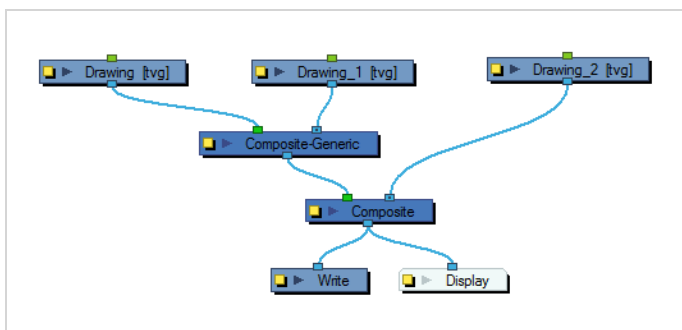 Drawing [tvg]
Drawing_1 [tvg]
Drawing_2 [tvg]
Composite-Generic
Composite
Write
Display